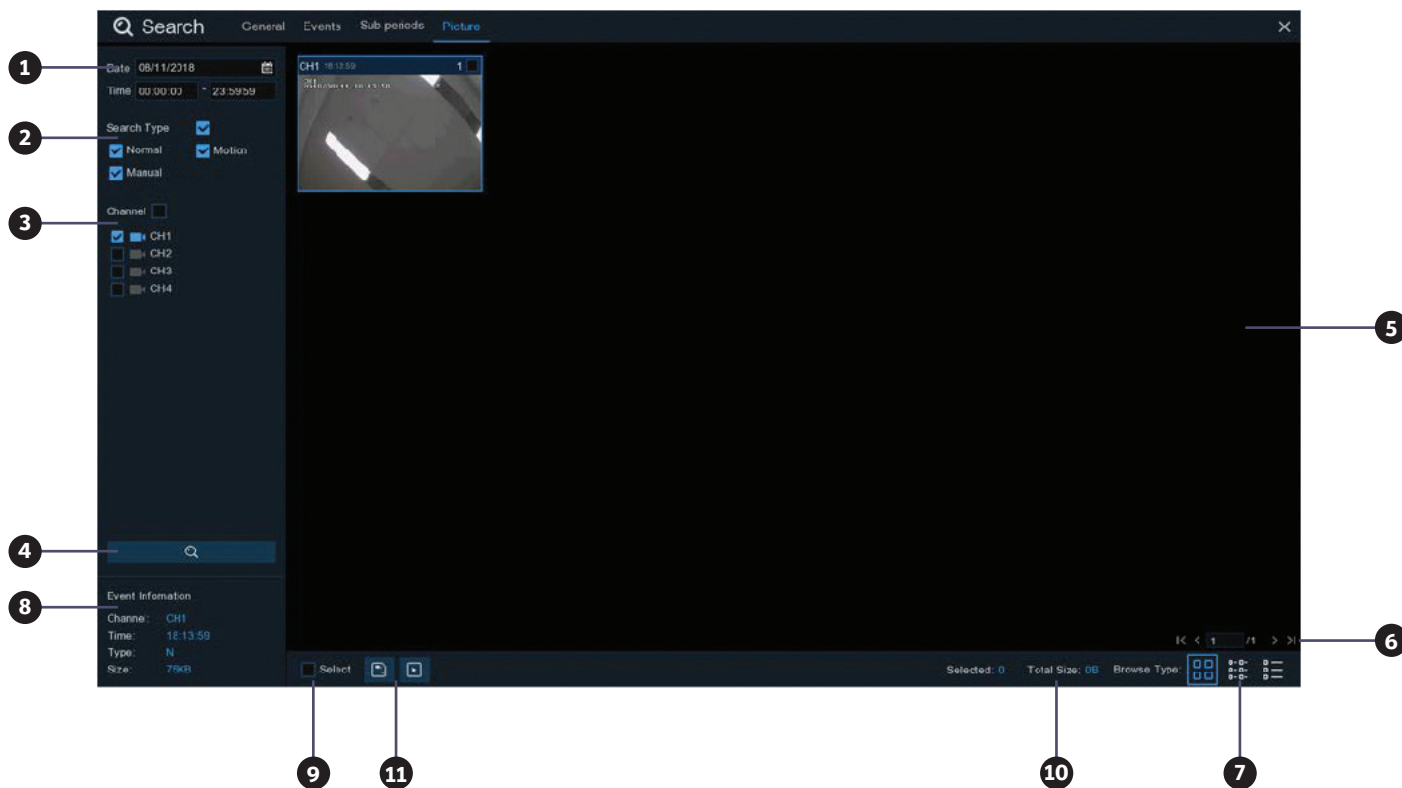 Search General Events Sub periods Picture
1
Date 08/11/2018
Time 00:00:00 - 23:59:59
2
Search Type
Normal Motion
Manual
3
Channel
CH1
CH2
CH3
CH4
CH1 18:13:59 1
5
4
8
Event Infomation
Channel: CH1
Time: 18:13:59
Type: N
Size: 75KB
1 /1
6
Select
Selected: 0 Total Size: 0B Browse Type:
9
11
10
7